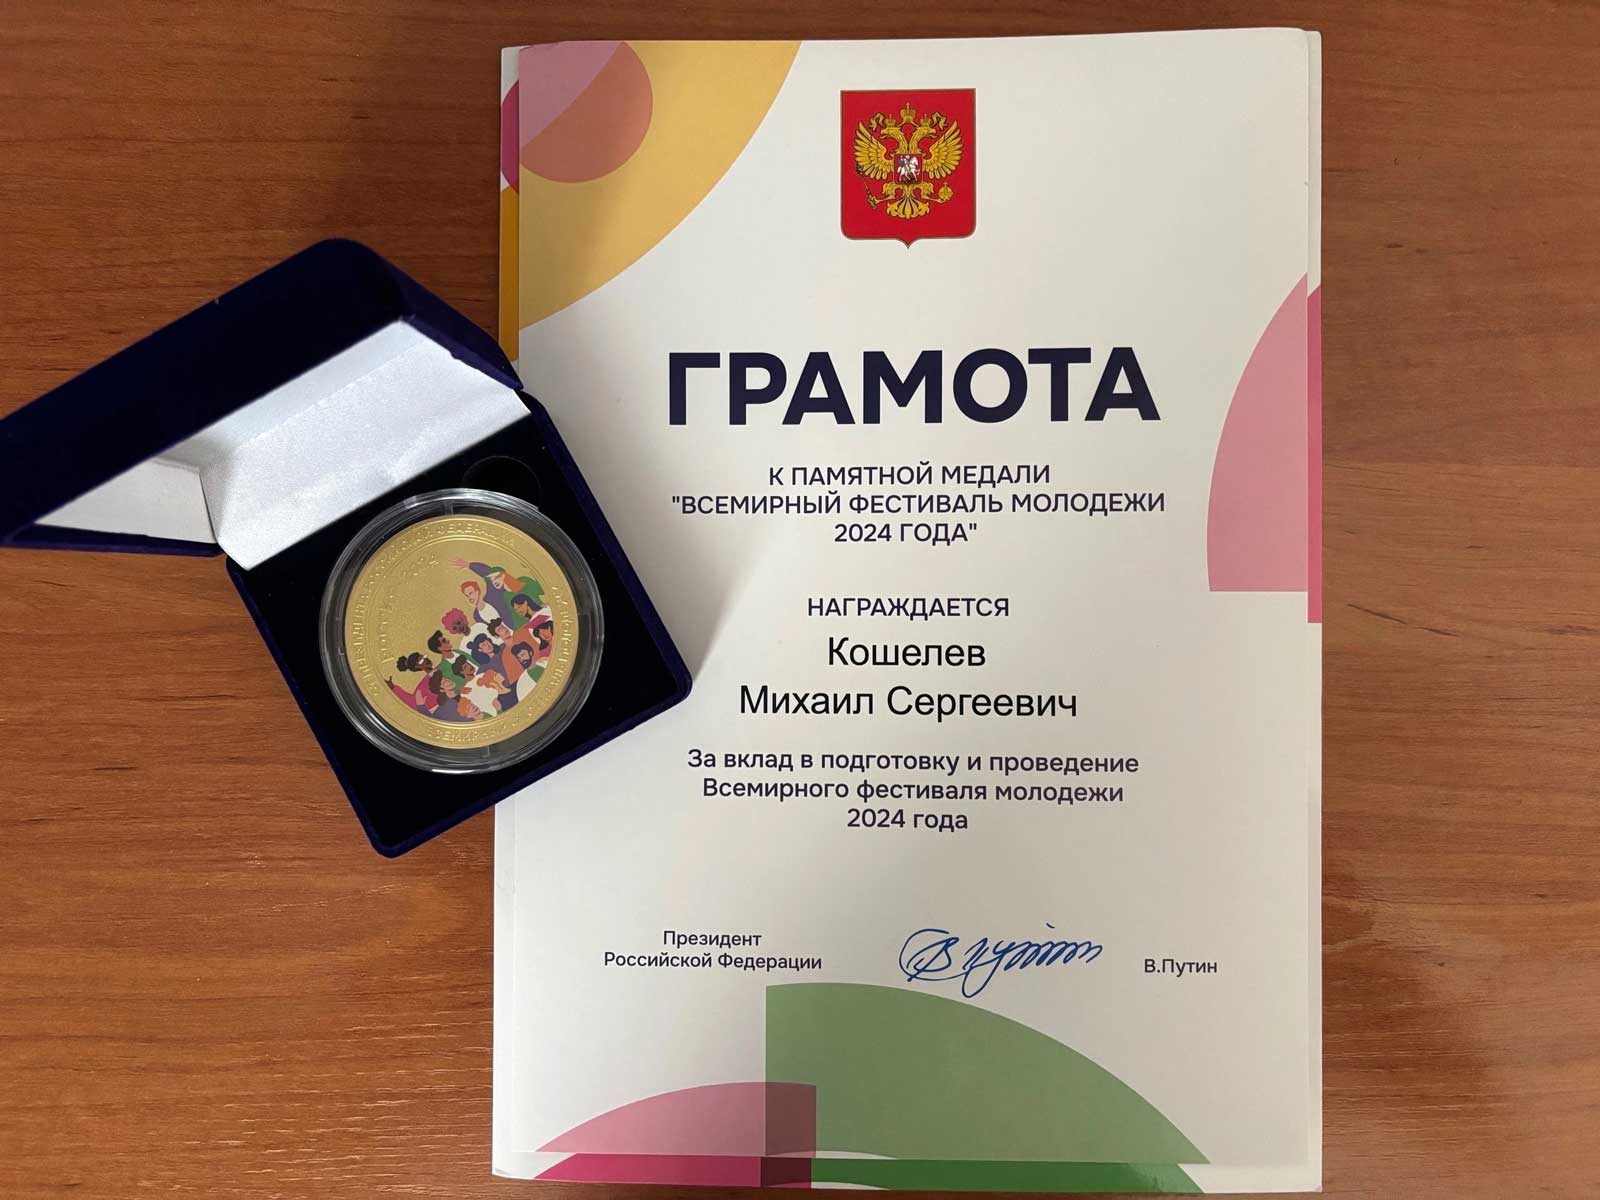 ГРАМОТА
К ПАМЯТНОЙ МЕДАЛИ
"ВСЕМИРНЫЙ ФЕСТИВАЛЬ МОЛОДЕЖИ
2024 ГОДА"
НАГРАЖДАЕТСЯ
Кошелев
Михаил Сергеевич
За вклад в подготовку и проведение
Всемирного фестиваля молодежи
2024 года
Президент
Российской Федерации
В.Путин